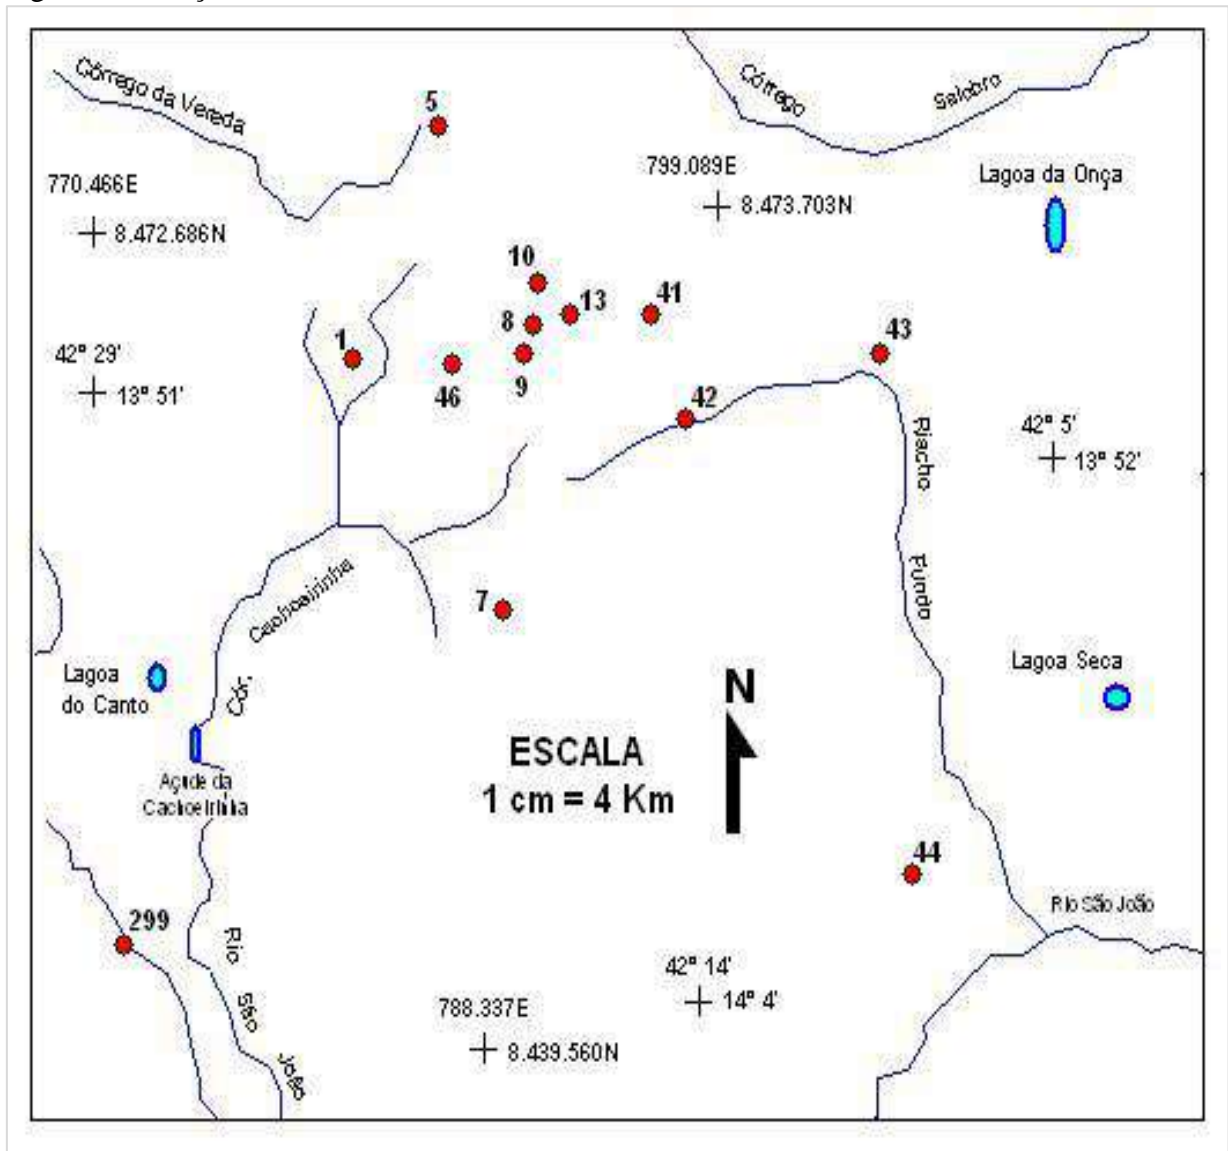 Córrego da Vereda
5
Córrego
Salobro
770.466E
8.472.686N
799.089E
8.473.703N
Lagoa da Onça
10
13
41
8
1
43
42° 29'
13° 51'
46
9
42
42° 5'
13° 52'
Riacho
Fundo
Cachoeirinha
7
Lagoa
do Canto
Cór.
Lagoa Seca
N
ESCALA
1 cm = 4 Km
Açude da
Cachoeirinha
44
299
Rio São João
Rio
São
João
42° 14'
14° 4'
788.337E
8.439.560N